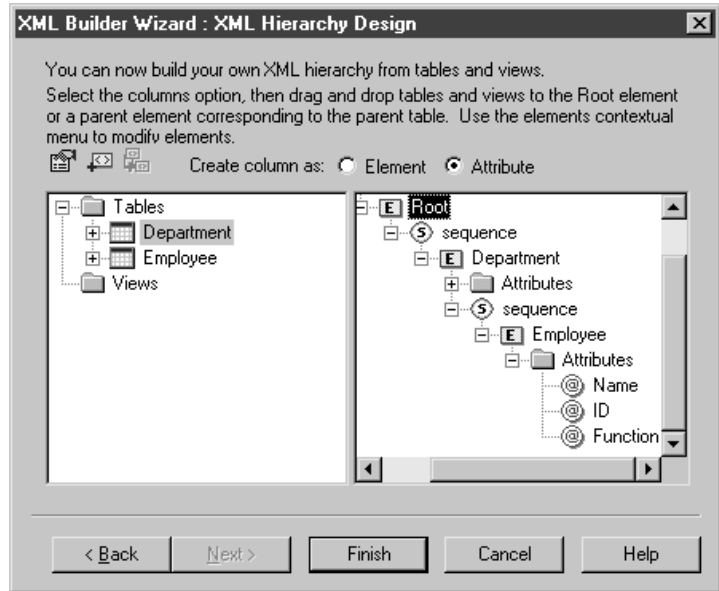 XML Builder Wizard : XML Hierarchy Design
You can now build your own XML hierarchy from tables and views.
Select the columns option, then drag and drop tables and views to the Root element
or a parent element corresponding to the parent table. Use the elements contextual
menu to modify elements.
Create column as: Element Attribute
Tables
Department
Employee
Views
E Root
S sequence
E Department
Attributes
S sequence
E Employee
Attributes
@ Name
@ ID
@ Function
< Back Next > Finish Cancel Help